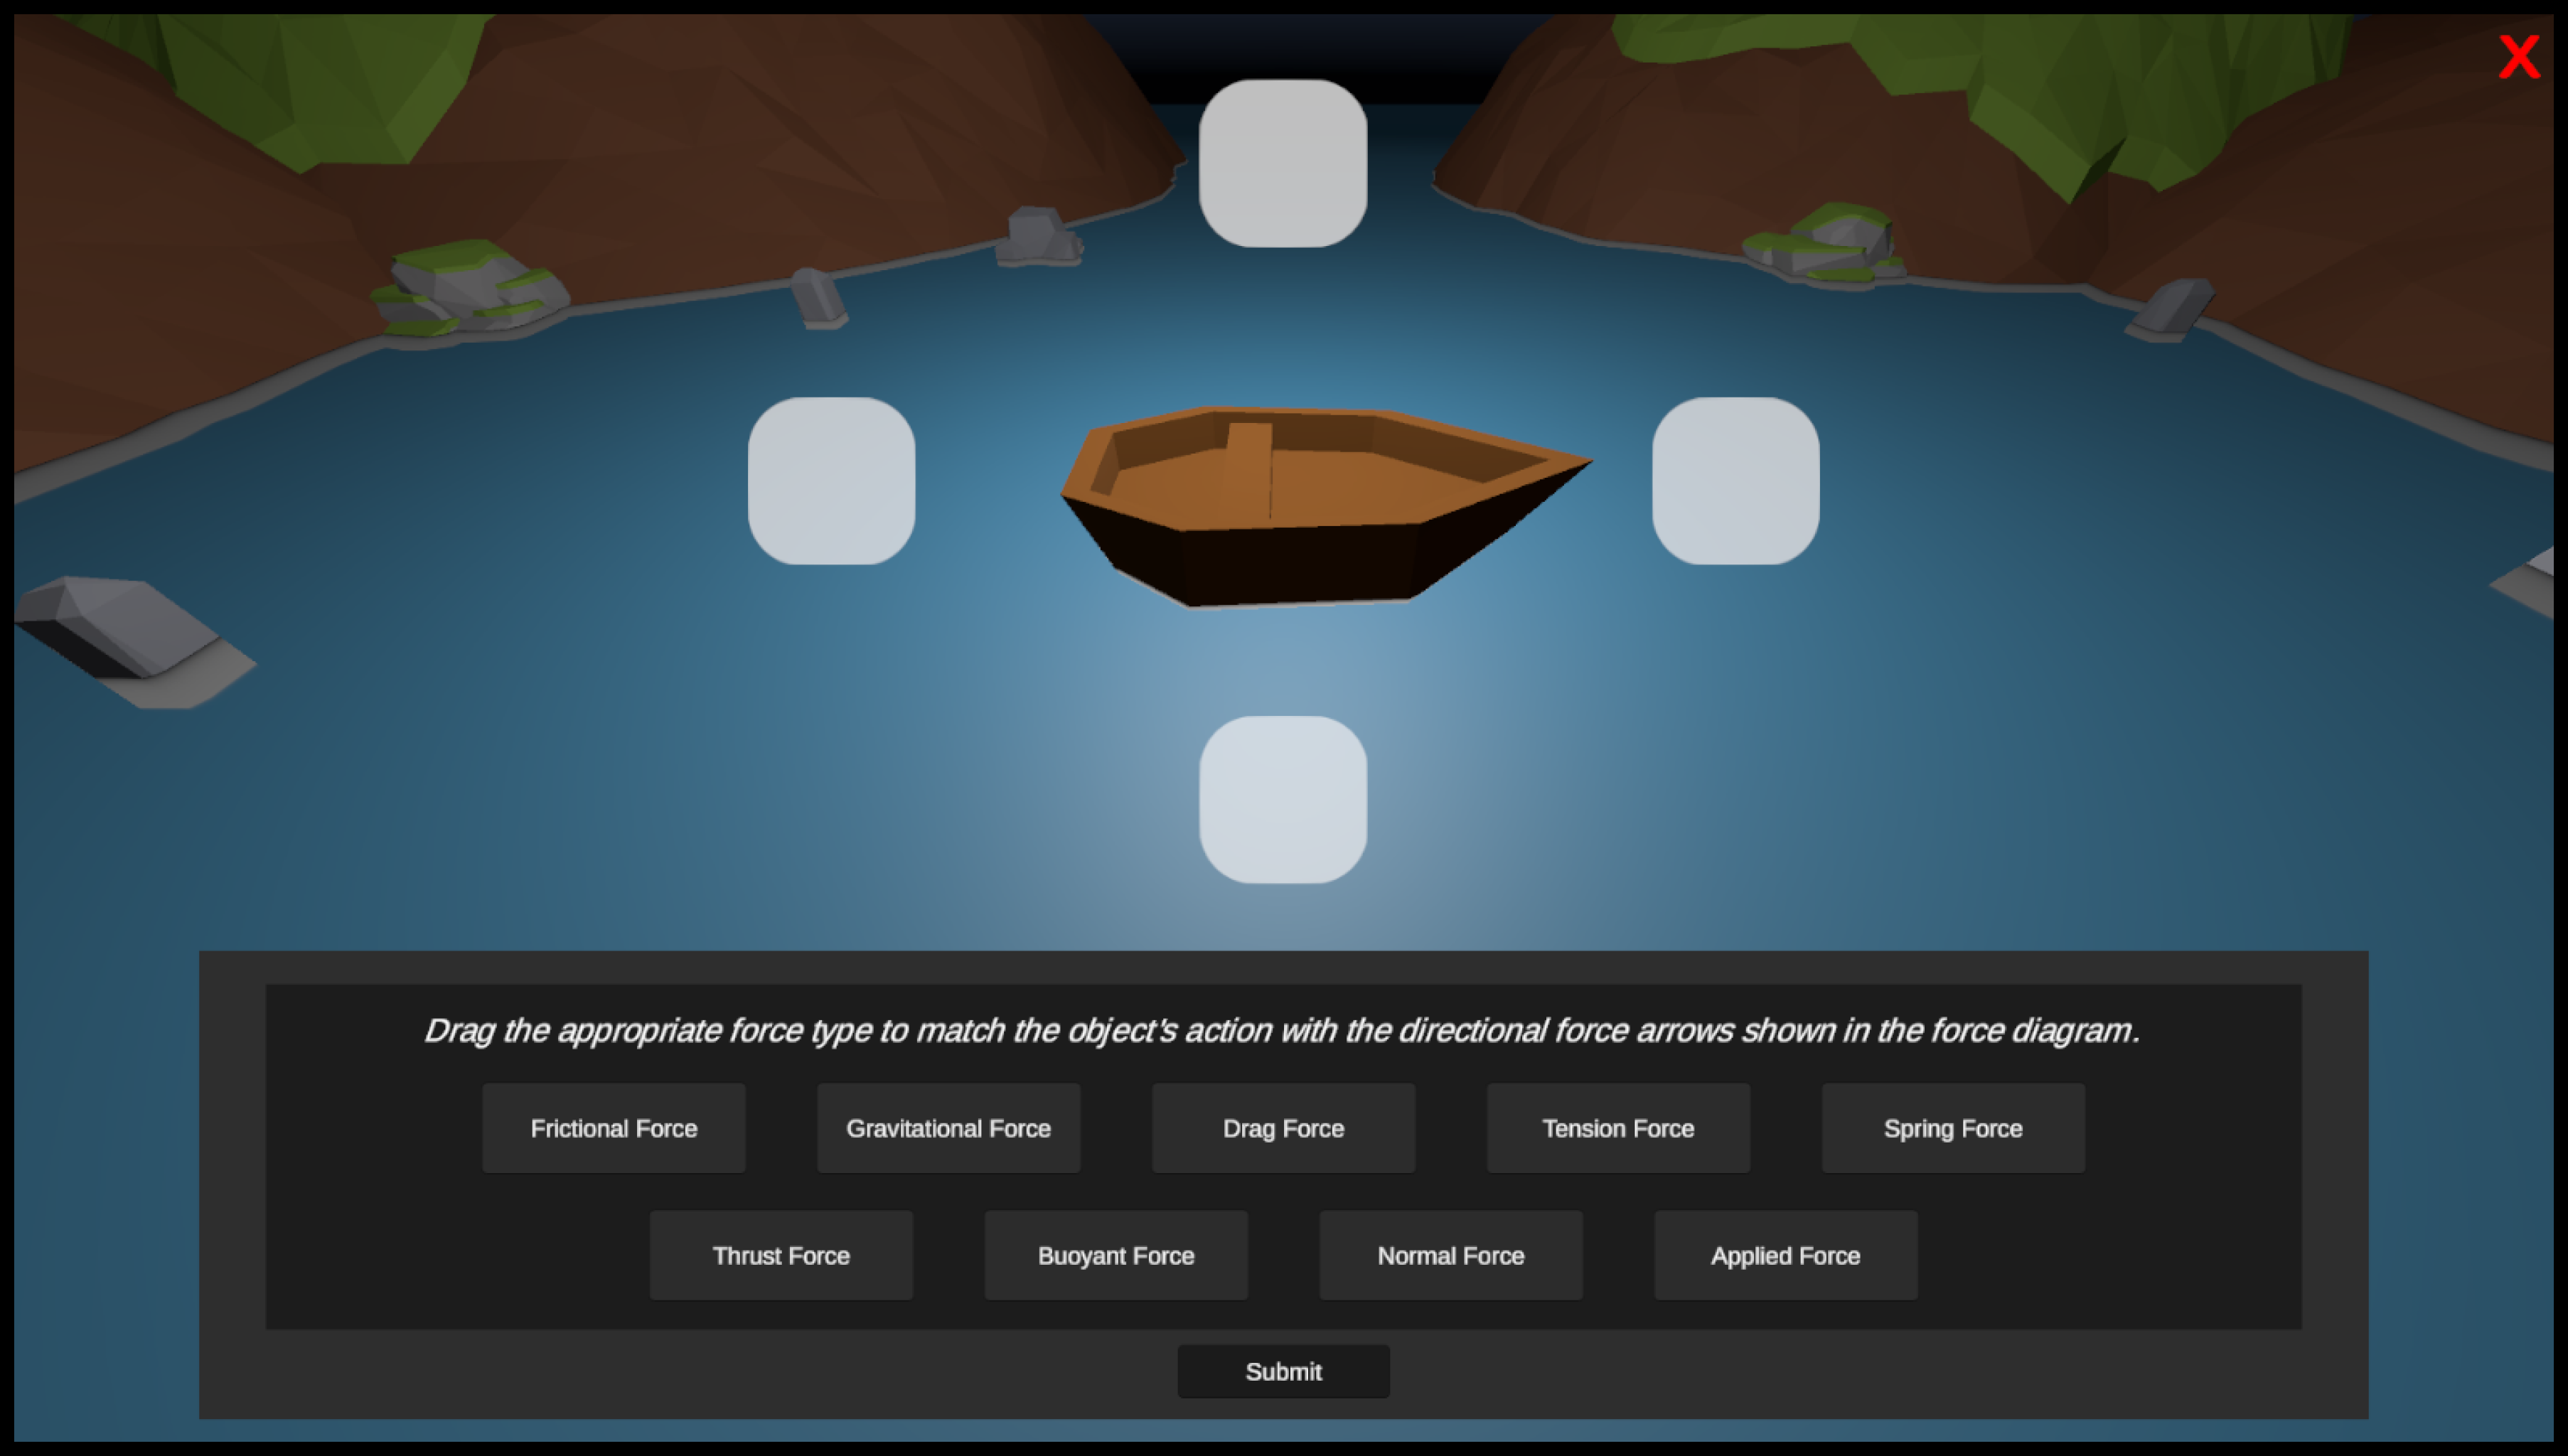 X
Drag the appropriate force type to match the object's action with the directional force arrows shown in the force diagram.
Frictional Force Gravitational Force Drag Force Tension Force Spring Force
Thrust Force Buoyant Force Normal Force Applied Force
Submit